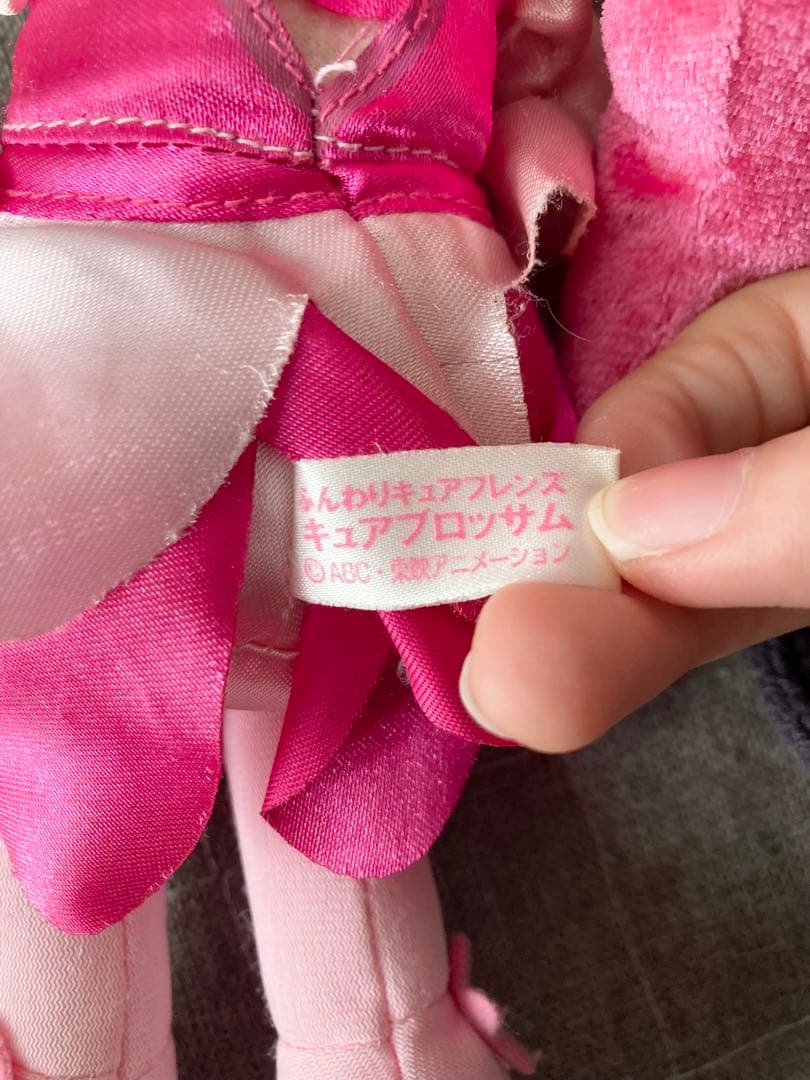 ふんわりキュアフレンズ
キュアブロッサム
©ABC・東映アニメーション